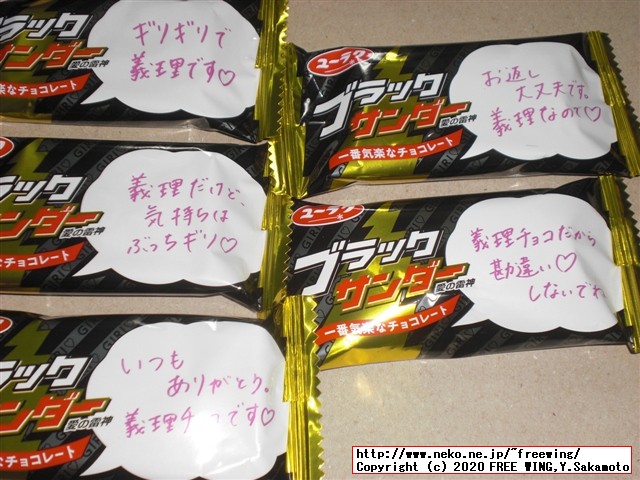 ブラック
サンダー
愛の雷神
楽なチョコレート
ギリギリで
義理です♡
ブラック
サンダー
愛の雷神
なチョコレート
義理だけど、
気持ちは
ぶっちギリ♡
ブラック
サンダー
愛の雷神
なチョコレート
いつも
ありがとう。
義理チョコです♡
ユーラク
ブラック
サンダー
愛の雷神
一番気楽なチョコレート
お返し
大丈夫です、
義理なので♡
ユーラク
ブラック
サンダー
愛の雷神
一番気楽なチョコレート
義理チョコだから
勘違い♡
しないでネ。
http://www.neko.ne.jp/~freewing/
Copyright (c) 2020 FREE WING,Y.Sakamoto